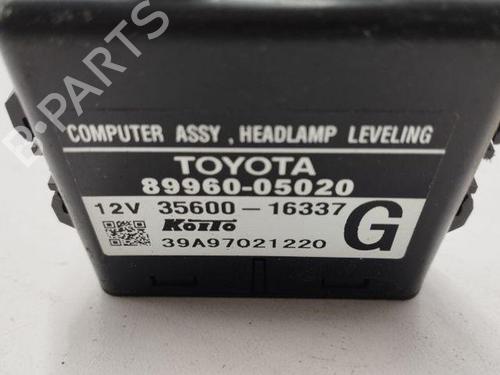 B-PARTS
COMPUTER ASSY , HEADLAMP LEVELING
TOYOTA
89960-05020
12V 35600-16337 G
Koito
39A97021220